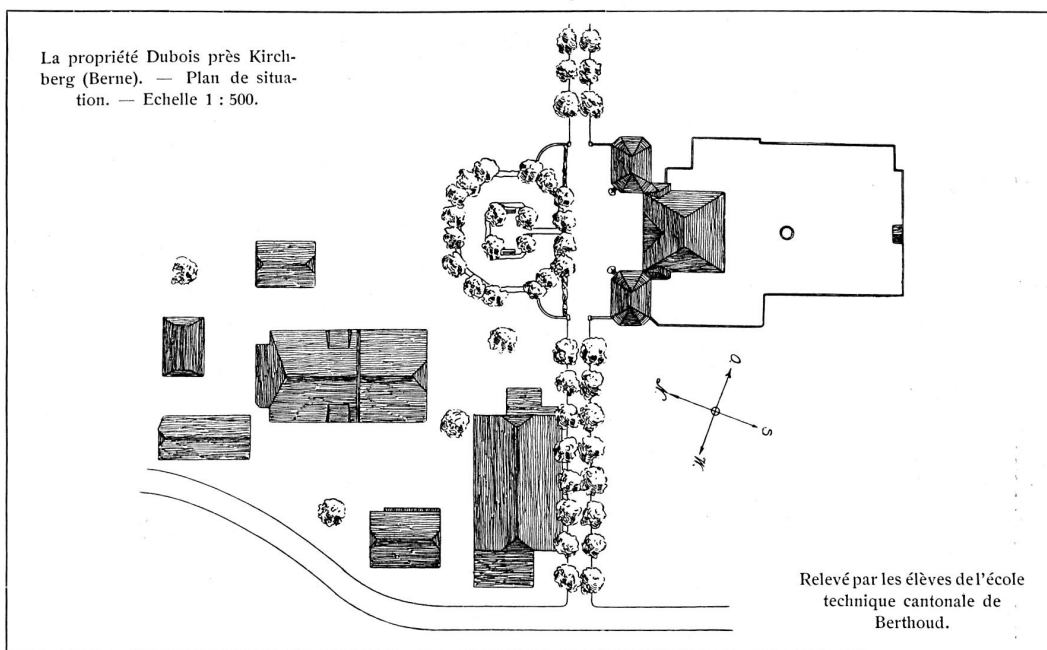 La propriété Dubois près Kirch-
berg (Berne). — Plan de situa-
tion. — Echelle 1 : 500.
O.
N.
S
W.
Relevé par les élèves de l'école
technique cantonale de
Berthoud.